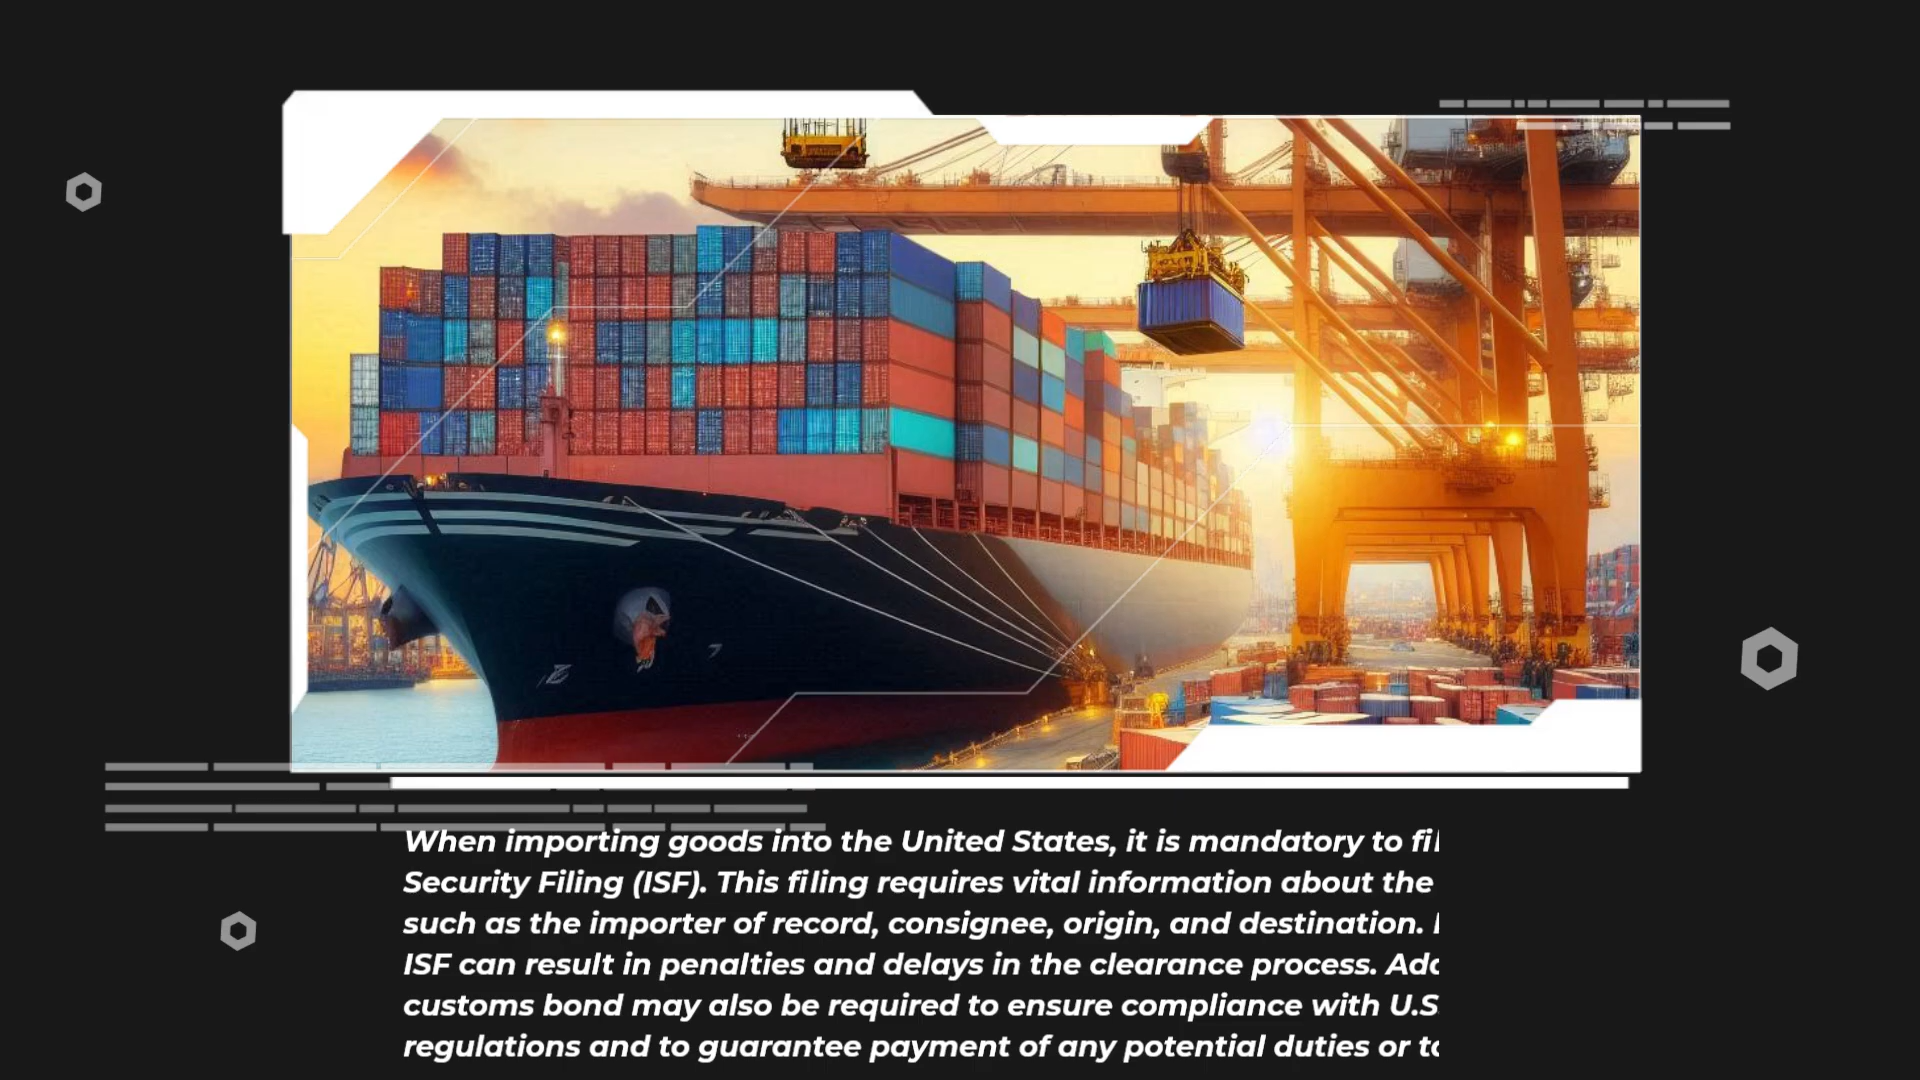 When importing goods into the United States, it is mandatory to
Security Filing (ISF). This filing requires vital information about the
such as the importer of record, consignee, origin, and destination.
ISF can result in penalties and delays in the clearance process.
customs bond may also be required to ensure compliance with U.S
regulations and to guarantee payment of any potential duties or